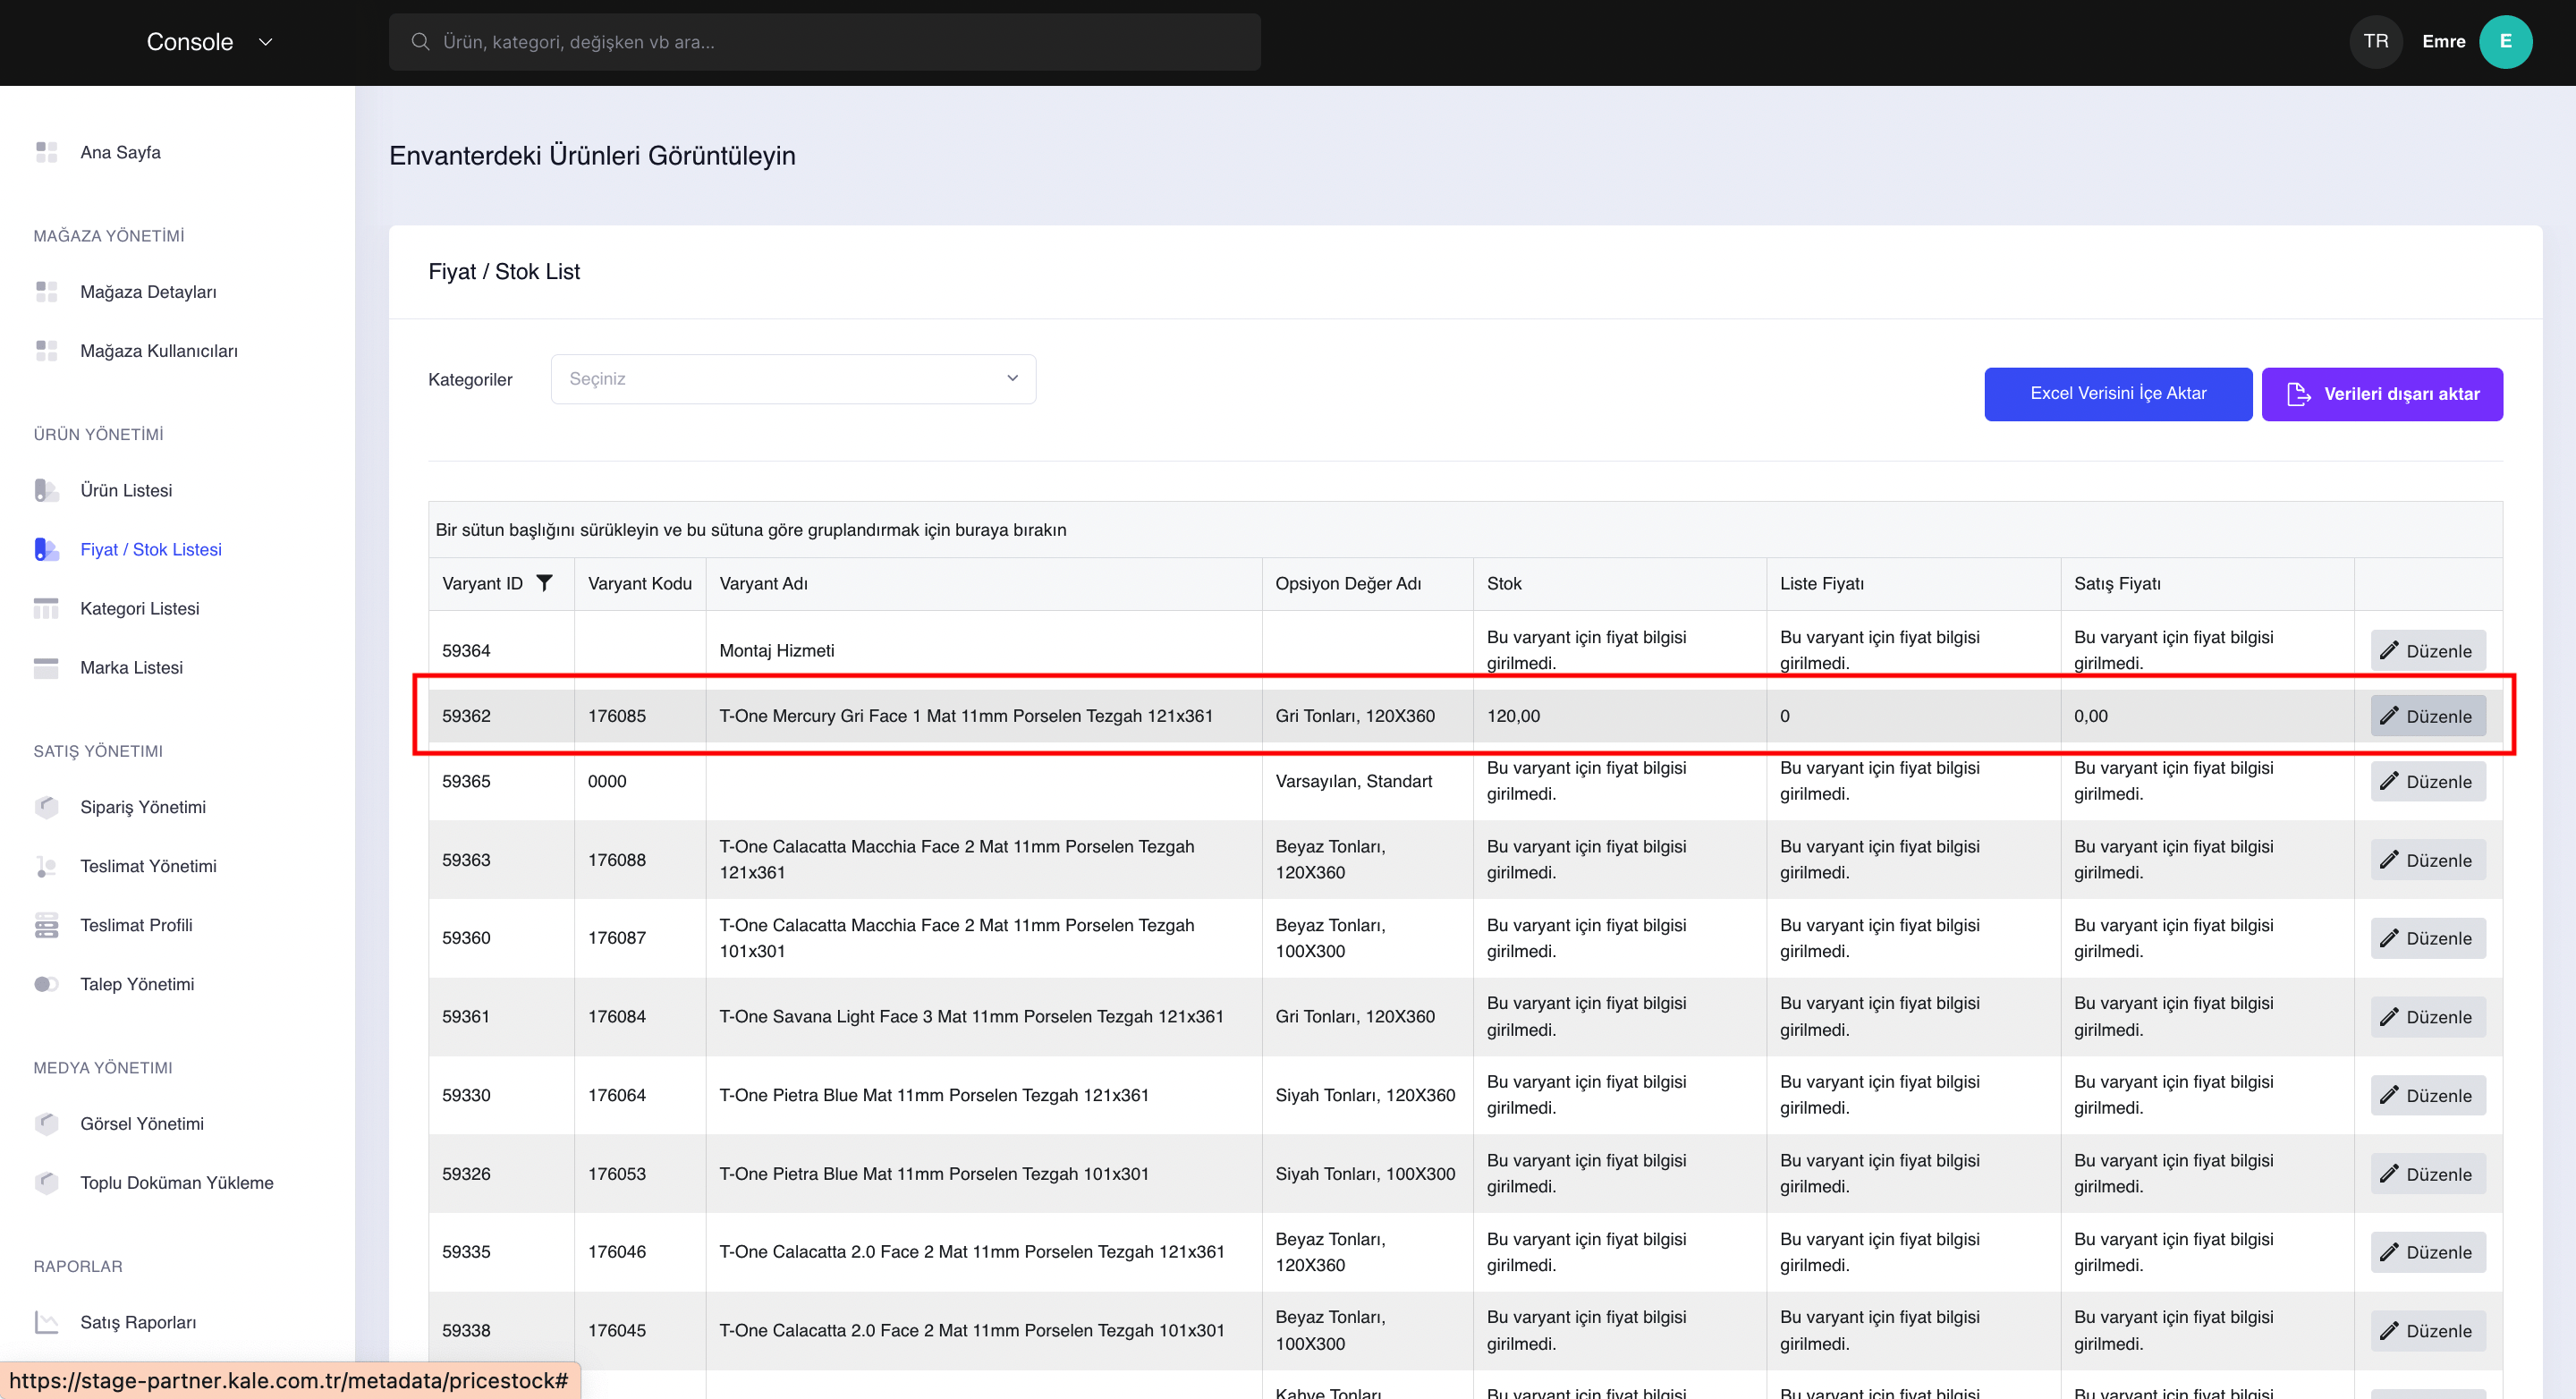 Console
Ürün, kategori, değişken vb ara...
TR
Emre
E
Ana Sayfa
MAĞAZA YÖNETİMİ
Mağaza Detayları
Mağaza Kullanıcıları
ÜRÜN YÖNETİMİ
Ürün Listesi
Fiyat / Stok Listesi
Kategori Listesi
Marka Listesi
SATIŞ YÖNETIMI
Sipariş Yönetimi
Teslimat Yönetimi
Teslimat Profili
Talep Yönetimi
MEDYA YÖNETIMI
Görsel Yönetimi
Toplu Doküman Yükleme
RAPORLAR
Satış Raporları
https://stage-partner.kale.com.tr/metadata/pricestock#
Envanterdeki Ürünleri Görüntüleyin
Fiyat / Stok List
Kategoriler
Seçiniz
Excel Verisini İçe Aktar
Verileri dışarı aktar
Bir sütun başlığını sürükleyin ve bu sütuna göre gruplandırmak için buraya bırakın
Varyant ID Varyant Kodu Varyant Adı Opsiyon Değer Adı Stok Liste Fiyatı Satış Fiyatı
59364 Montaj Hizmeti Bu varyant için fiyat bilgisi Bu varyant için fiyat bilgisi Bu varyant için fiyat bilgisi Düzenle
girilmedi. girilmedi. girilmedi.
59362 176085 T-One Mercury Gri Face 1 Mat 11mm Porselen Tezgah 121x361 Gri Tonları, 120X360 120,00 0 0,00 Düzenle
59365 0000 Varsayılan, Standart Bu varyant için fiyat bilgisi Bu varyant için fiyat bilgisi Bu varyant için fiyat bilgisi Düzenle
girilmedi. girilmedi. girilmedi.
59363 176088 T-One Calacatta Macchia Face 2 Mat 11mm Porselen Tezgah Beyaz Tonları, Bu varyant için fiyat bilgisi Bu varyant için fiyat bilgisi Bu varyant için fiyat bilgisi Düzenle
121x361 120X360 girilmedi. girilmedi. girilmedi.
59360 176087 T-One Calacatta Macchia Face 2 Mat 11mm Porselen Tezgah Beyaz Tonları, Bu varyant için fiyat bilgisi Bu varyant için fiyat bilgisi Bu varyant için fiyat bilgisi Düzenle
101x301 100X300 girilmedi. girilmedi. girilmedi.
59361 176084 T-One Savana Light Face 3 Mat 11mm Porselen Tezgah 121x361 Gri Tonları, 120X360 Bu varyant için fiyat bilgisi Bu varyant için fiyat bilgisi Bu varyant için fiyat bilgisi Düzenle
girilmedi. girilmedi. girilmedi.
59330 176064 T-One Pietra Blue Mat 11mm Porselen Tezgah 121x361 Siyah Tonları, 120X360 Bu varyant için fiyat bilgisi Bu varyant için fiyat bilgisi Bu varyant için fiyat bilgisi Düzenle
girilmedi. girilmedi. girilmedi.
59326 176053 T-One Pietra Blue Mat 11mm Porselen Tezgah 101x301 Siyah Tonları, 100X300 Bu varyant için fiyat bilgisi Bu varyant için fiyat bilgisi Bu varyant için fiyat bilgisi Düzenle
girilmedi. girilmedi. girilmedi.
59335 176046 T-One Calacatta 2.0 Face 2 Mat 11mm Porselen Tezgah 121x361 Beyaz Tonları, Bu varyant için fiyat bilgisi Bu varyant için fiyat bilgisi Bu varyant için fiyat bilgisi Düzenle
120X360 girilmedi. girilmedi. girilmedi.
59338 176045 T-One Calacatta 2.0 Face 2 Mat 11mm Porselen Tezgah 101x301 Beyaz Tonları, Bu varyant için fiyat bilgisi Bu varyant için fiyat bilgisi Bu varyant için fiyat bilgisi Düzenle
100X300 girilmedi. girilmedi. girilmedi.
Kahve Tonları, Bu varyant için fiyat bilgisi Bu varyant için fiyat bilgisi Bu varyant için fiyat bilgisi